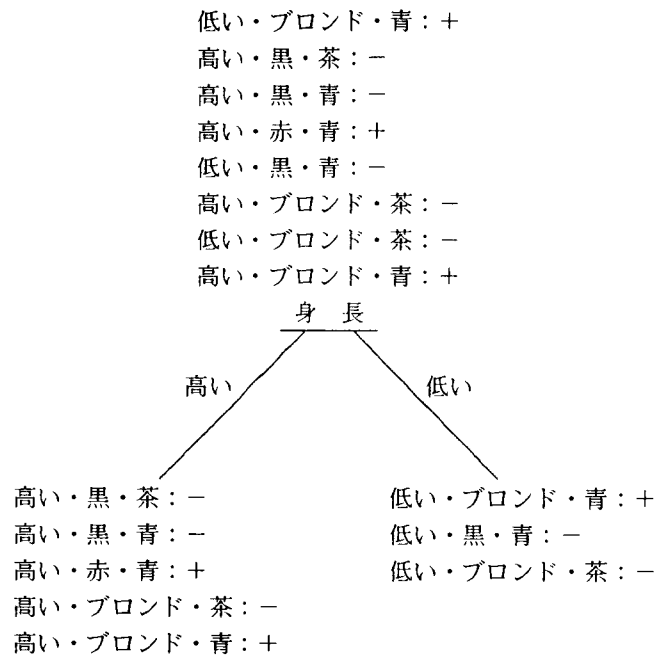 低い・ブロンド・青:+
高い・黒・茶:−
高い・黒・青:−
高い・赤・青:+
低い・黒・青:−
高い・ブロンド・茶:−
低い・ブロンド・茶:−
高い・ブロンド・青:+
身 長
高い
低い
高い・黒・茶:−
高い・黒・青:−
高い・赤・青:+
高い・ブロンド・茶:−
高い・ブロンド・青:+
低い・ブロンド・青:+
低い・黒・青:−
低い・ブロンド・茶:−